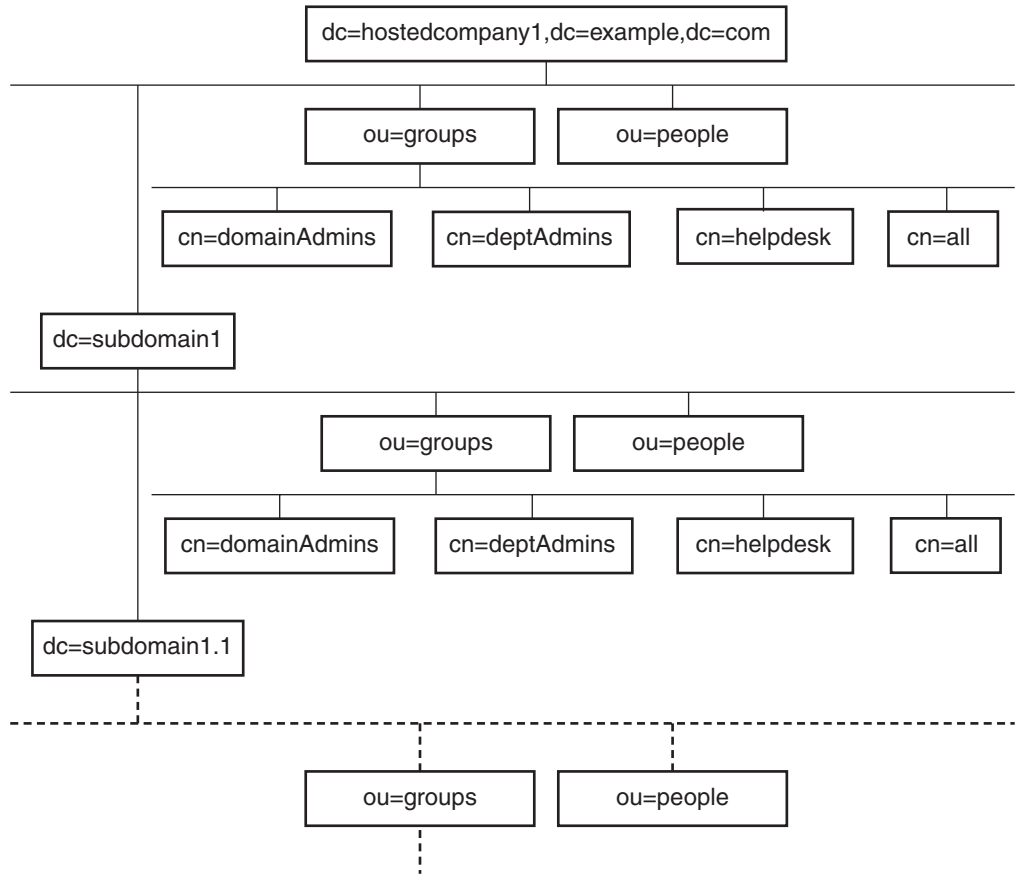 dc=hostedcompany1,dc=example,dc=com
ou=groups
ou=people
cn=domainAdmins
cn=deptAdmins
cn=helpdesk
cn=all
dc=subdomain1
ou=groups
ou=people
cn=domainAdmins
cn=deptAdmins
cn=helpdesk
cn=all
dc=subdomain1.1
ou=groups
ou=people